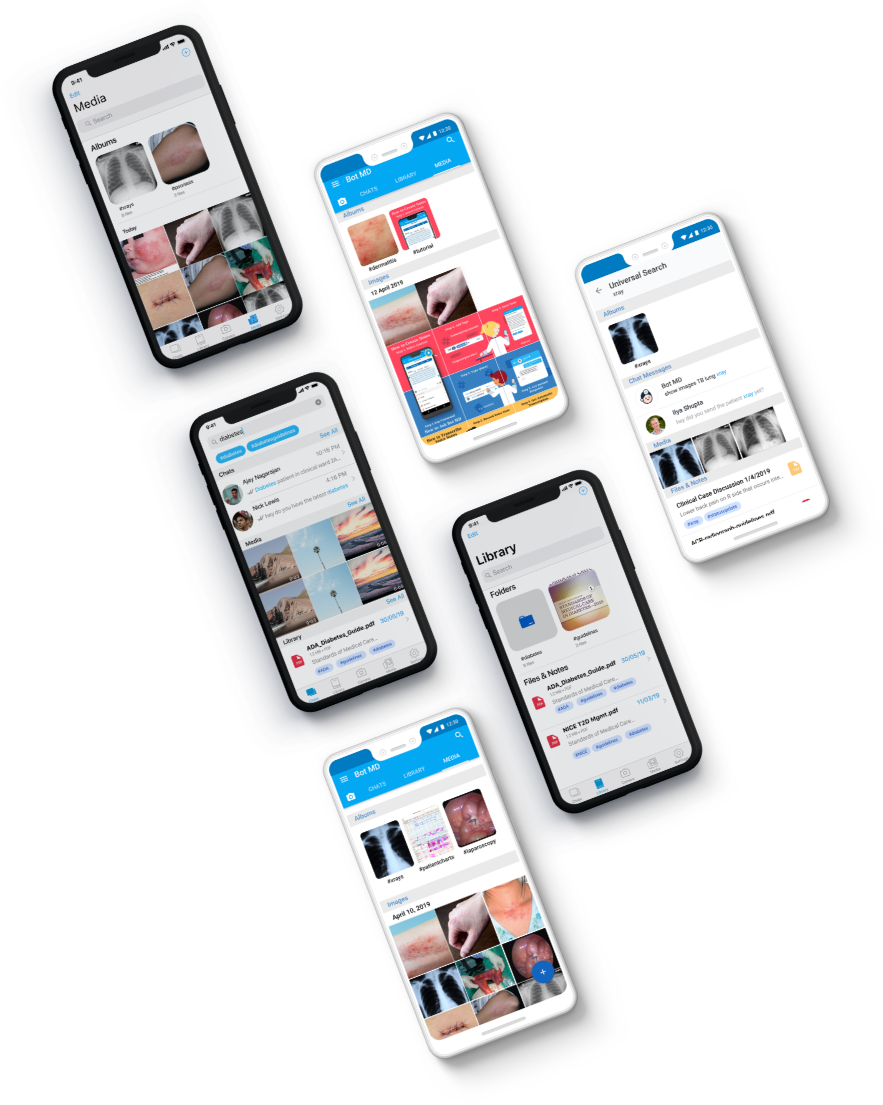 9:41
Edit
Media
Search
Albums
#xrays
#psoriasis
Today
12:30
Bot MD
CHATS
LIBRARY
MEDIA
Albums
#dermatitis
#tutorial
Images
12 April 2019
12:30
Universal Search
xray
Albums
#xrays
Chat Messages
Bot MD
show images TB lung xray
Ilya Shupta
hey did you send the patient xray yet?
Media
Files & Notes
Clinical Case Discussion 1/4/2019
Lower back pain on R side that occurs inte...
#xray
ACR-radiograph-guidelines.pdf
9:41
diabetes
#diabetes
#diabetesguidelines
See All
Chats
Ajay Nagarajan
10:15 PM
Diabetes patient in clinical ward 2A...
Nick Lewis
4:15 PM
hey do you have the latest diabetes
Media
See All
Library
See All
ADA_Diabetes_Guide.pdf
30/05/19
Standards of Medical Care...
#ADA
#guidelines
#diabetes
9:41
Edit
Library
Search
Folders
#diabetes
#guidelines
Files & Notes
ADA_Diabetes_Guide.pdf
30/05/19
Standards of Medical Care...
#ADA
#guidelines
#diabetes
NICE T2D Mgmt.pdf
11/03/19
Standards of Medical Care...
#NICE
#guidelines
#diabetes
12:30
Bot MD
CHATS
LIBRARY
MEDIA
Albums
#xrays
#patientcharts
#laparoscopy
Images
April 10, 2019